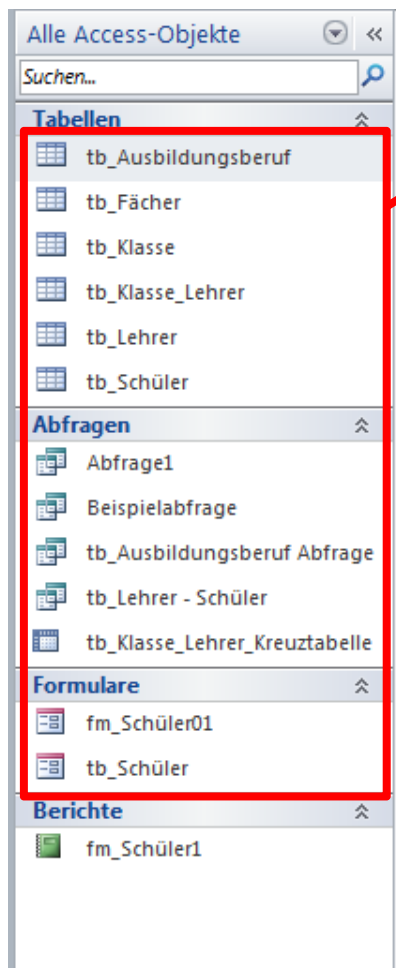 Alle Access-Objekte
Suchen...
Tabellen
tb_Ausbildungsberuf
tb_Fächer
tb_Klasse
tb_Klasse_Lehrer
tb_Lehrer
tb_Schüler
Abfragen
Abfrage1
Beispielabfrage
tb_Ausbildungsberuf Abfrage
tb_Lehrer - Schüler
tb_Klasse_Lehrer_Kreuztabelle
Formulare
fm_Schüler01
tb_Schüler
Berichte
fm_Schüler1